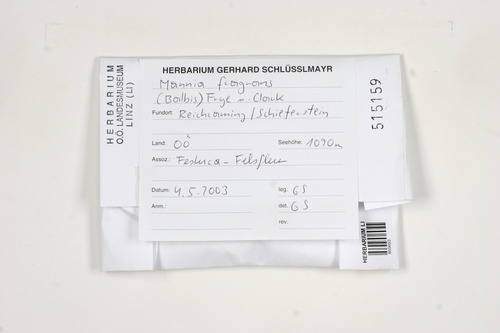 HERBARIUM GERHARD SCHLÜSSLMAYR
Mannia fragrans
(Balbis) Frye u. Clark
Fundort: Reichraming / Schieferstein
Land: OÖ Seehöhe: 1090m
Assoz.: Festuca - Felsflur
Datum: 4.5.2003 leg. GS
Anm.: det. GS
rev.
HERBARIUM
O.Ö. LANDESMUSEUM
LINZ (LI)
515159
HERBARIUM LI